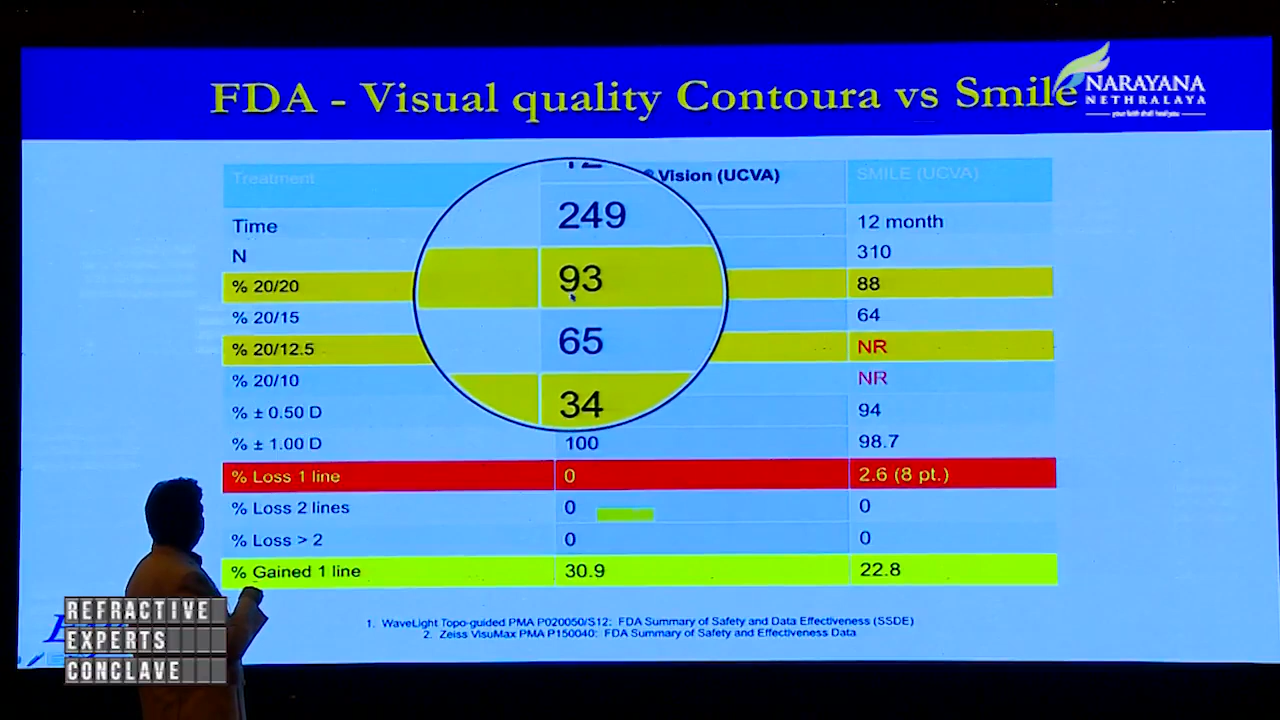 FDA - Visual quality Contoura vs Smile
NARAYANA
NETHRALAYA
your faith shall heal you
Treatment Vision (UCVA) SMILE (UCVA)
Time 12 month
N 249 310
% 20/20 93 88
% 20/15 65 64
% 20/12.5 34 NR
% 20/10 NR
% ± 0.50 D 94
% ± 1.00 D 100 98.7
% Loss 1 line 0 2.6 (8 pt.)
% Loss 2 lines 0 0
% Loss > 2 0 0
% Gained 1 line 30.9 22.8
1. WaveLight Topo-guided PMA P020050/S12: FDA Summary of Safety and Data Effectiveness (SSDE)
2. Zeiss VisuMax PMA P150040: FDA Summary of Safety and Effectiveness Data
REFRACTIVE
EXPERTS
CONCLAVE